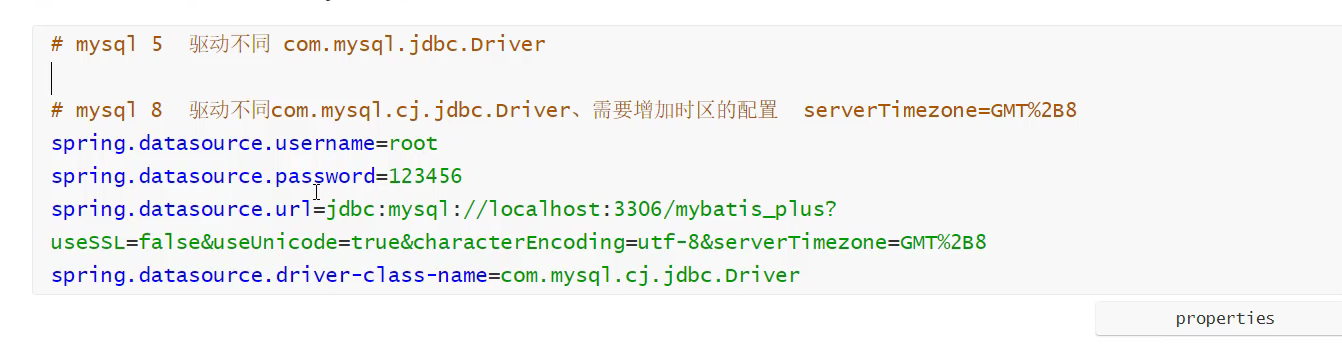 # mysql 5  驱动不同 com.mysql.jdbc.Driver
# mysql 8  驱动不同com.mysql.cj.jdbc.Driver、需要增加时区的配置  serverTimezone=GMT%2B8
spring.datasource.username=root
spring.datasource.password=123456
spring.datasource.url=jdbc:mysql://localhost:3306/mybatis_plus?
useSSL=false&useUnicode=true&characterEncoding=utf-8&serverTimezone=GMT%2B8
spring.datasource.driver-class-name=com.mysql.cj.jdbc.Driver
properties